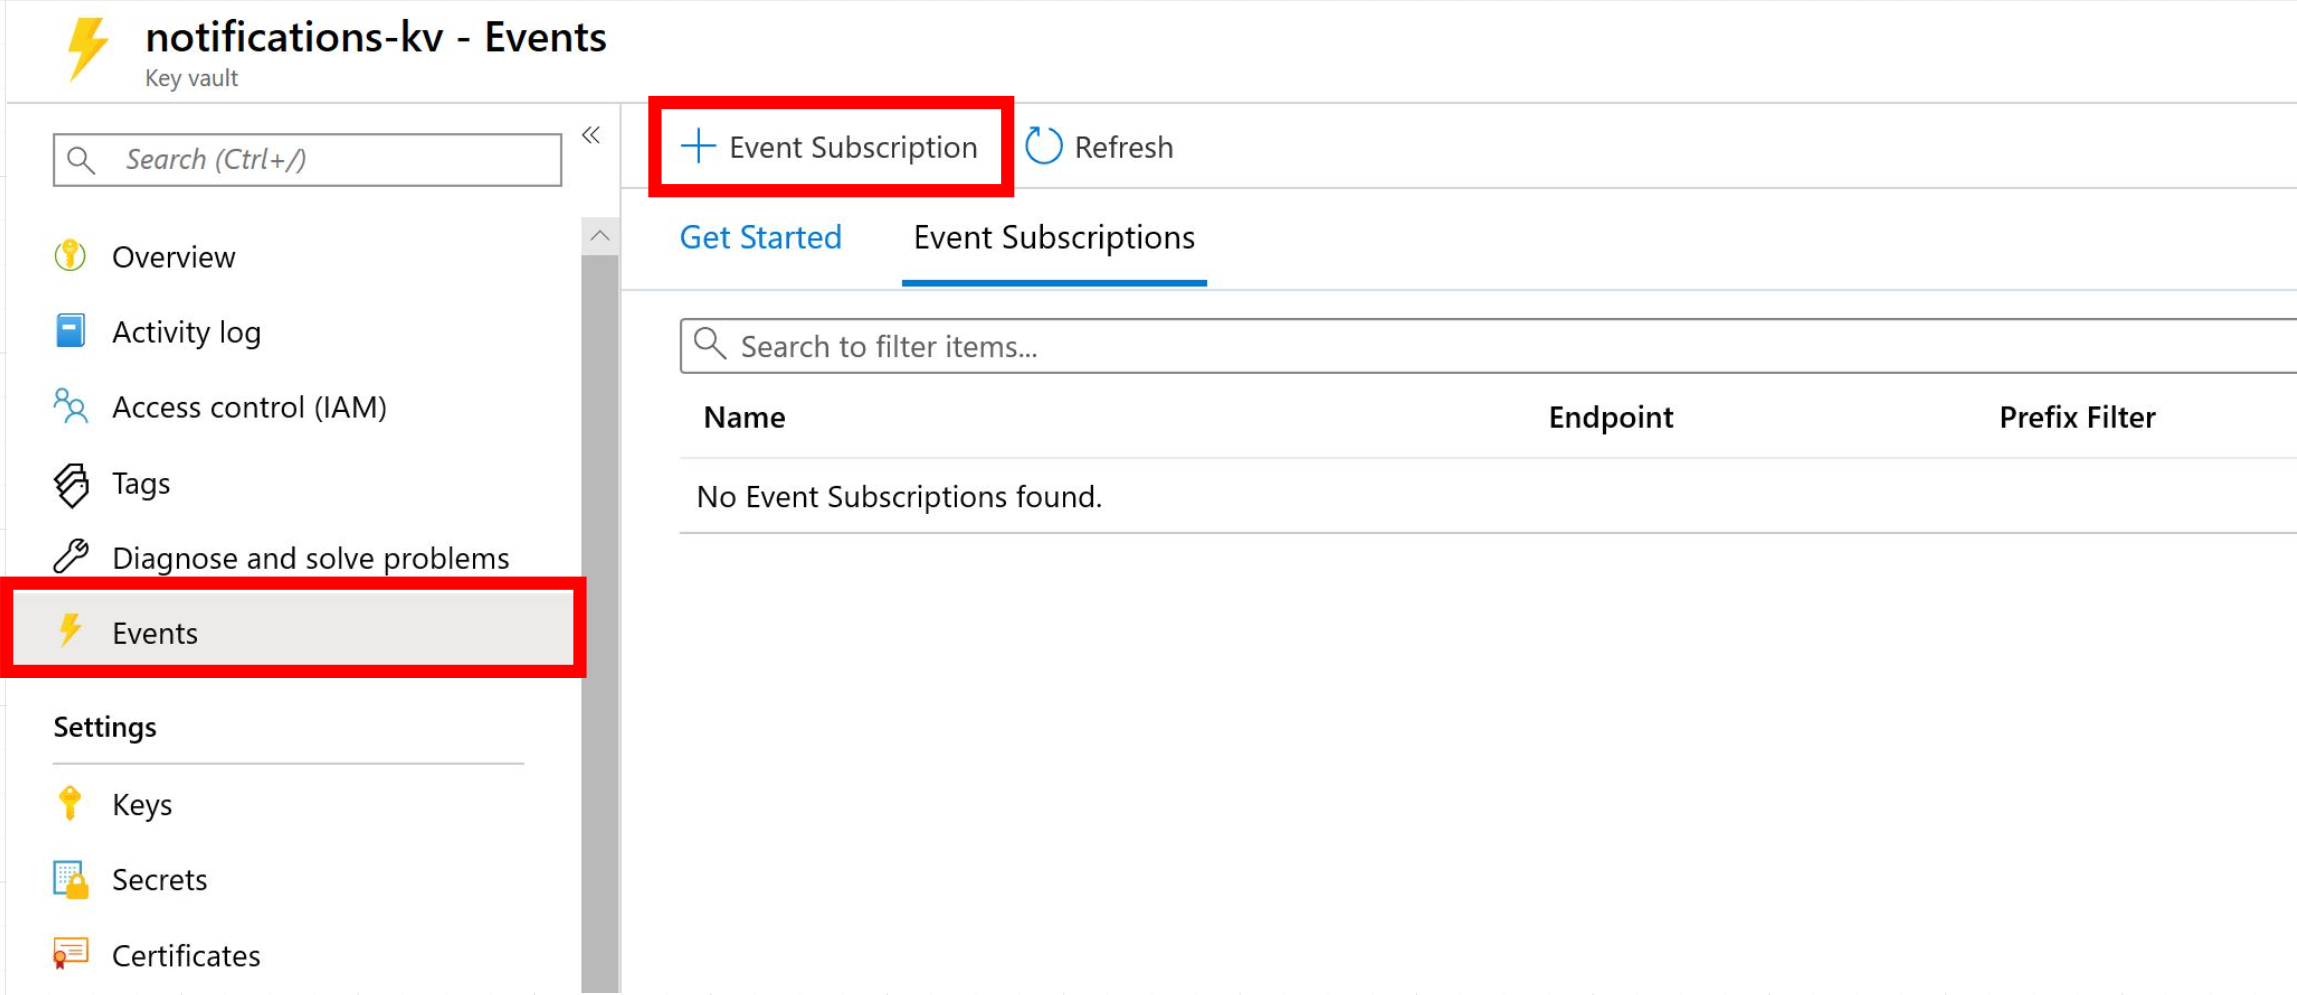 notifications-kv - Events
Key vault
Search (Ctrl+/)
Overview
Activity log
Access control (IAM)
Tags
Diagnose and solve problems
Events
Settings
Keys
Secrets
Certificates
Event Subscription Refresh
Get Started Event Subscriptions
Search to filter items...
Name Endpoint Prefix Filter
No Event Subscriptions found.